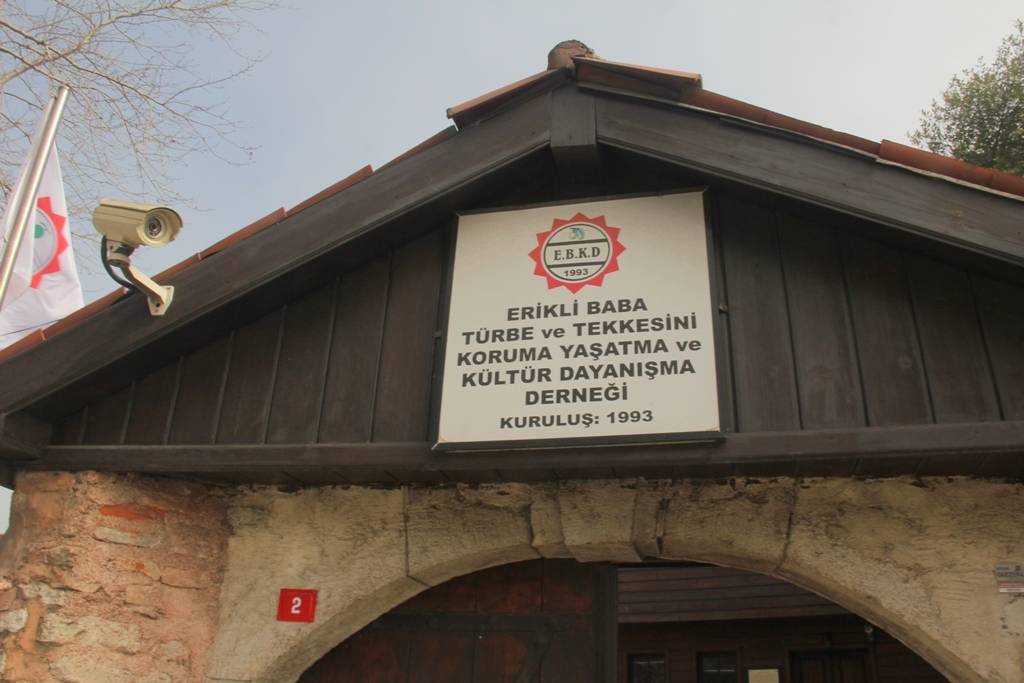 E.B.K.D
1993
ERİKLİ BABA
TÜRBE ve TEKKESİNİ
KORUMA YAŞATMA ve
KÜLTÜR DAYANIŞMA
DERNEĞİ
KURULUŞ: 1993
2